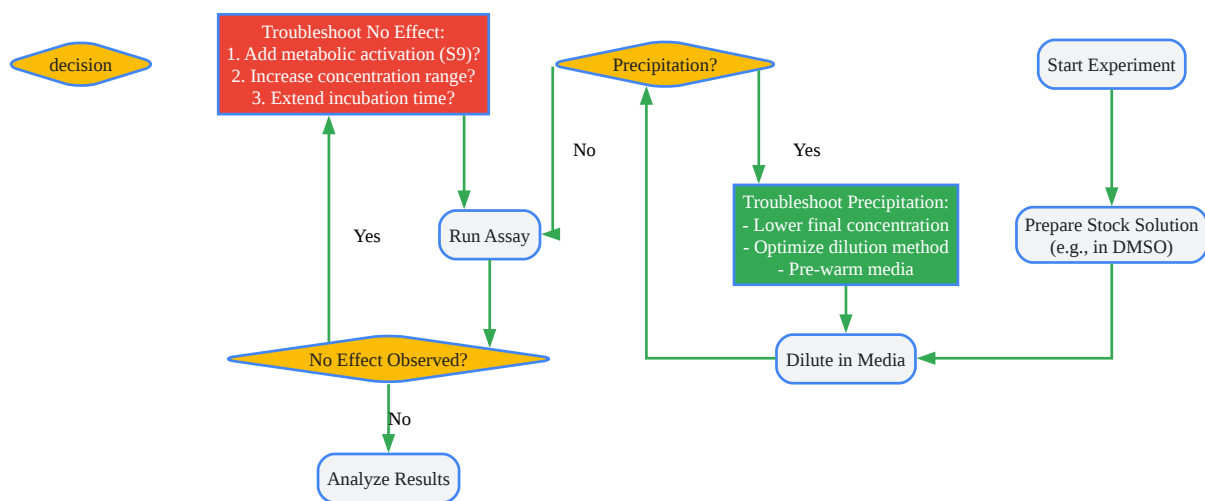 decision
Troubleshoot No Effect:
1. Add metabolic activation (S9)?
2. Increase concentration range?
3. Extend incubation time?
Precipitation?
Start Experiment
No
Yes
Troubleshoot Precipitation:
- Lower final concentration
- Optimize dilution method
- Pre-warm media
Prepare Stock Solution
(e.g., in DMSO)
Yes
Run Assay
No Effect Observed?
Dilute in Media
No
Analyze Results